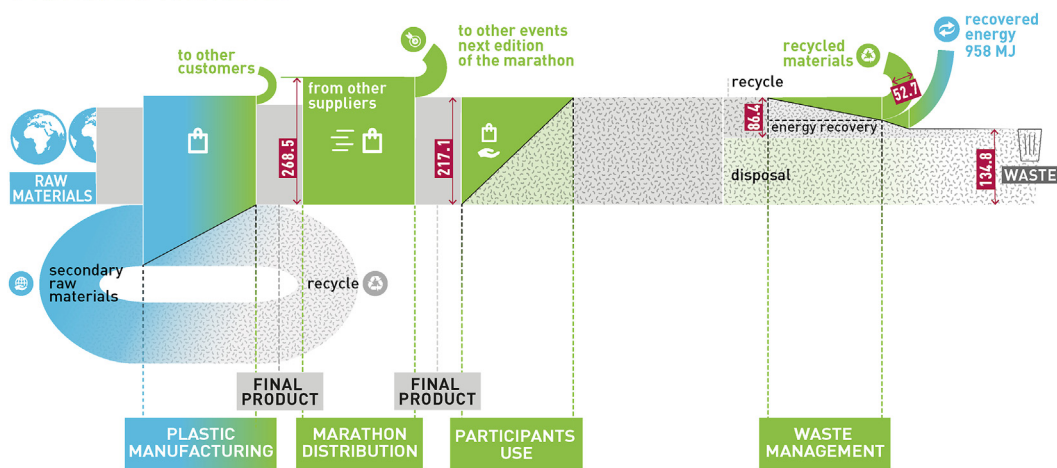 to other
customers
to other events
next edition
of the marathon
recovered
energy
958 MJ
recycled
materials
from other
suppliers
recycle
52.7
86.4
energy recovery
268.5
217.1
disposal
134.8
RAW
MATERIALS
WASTE
secondary
raw
materials
recycle
FINAL
PRODUCT
FINAL
PRODUCT
PLASTIC
MANUFACTURING
MARATHON
DISTRIBUTION
PARTICIPANTS
USE
WASTE
MANAGEMENT